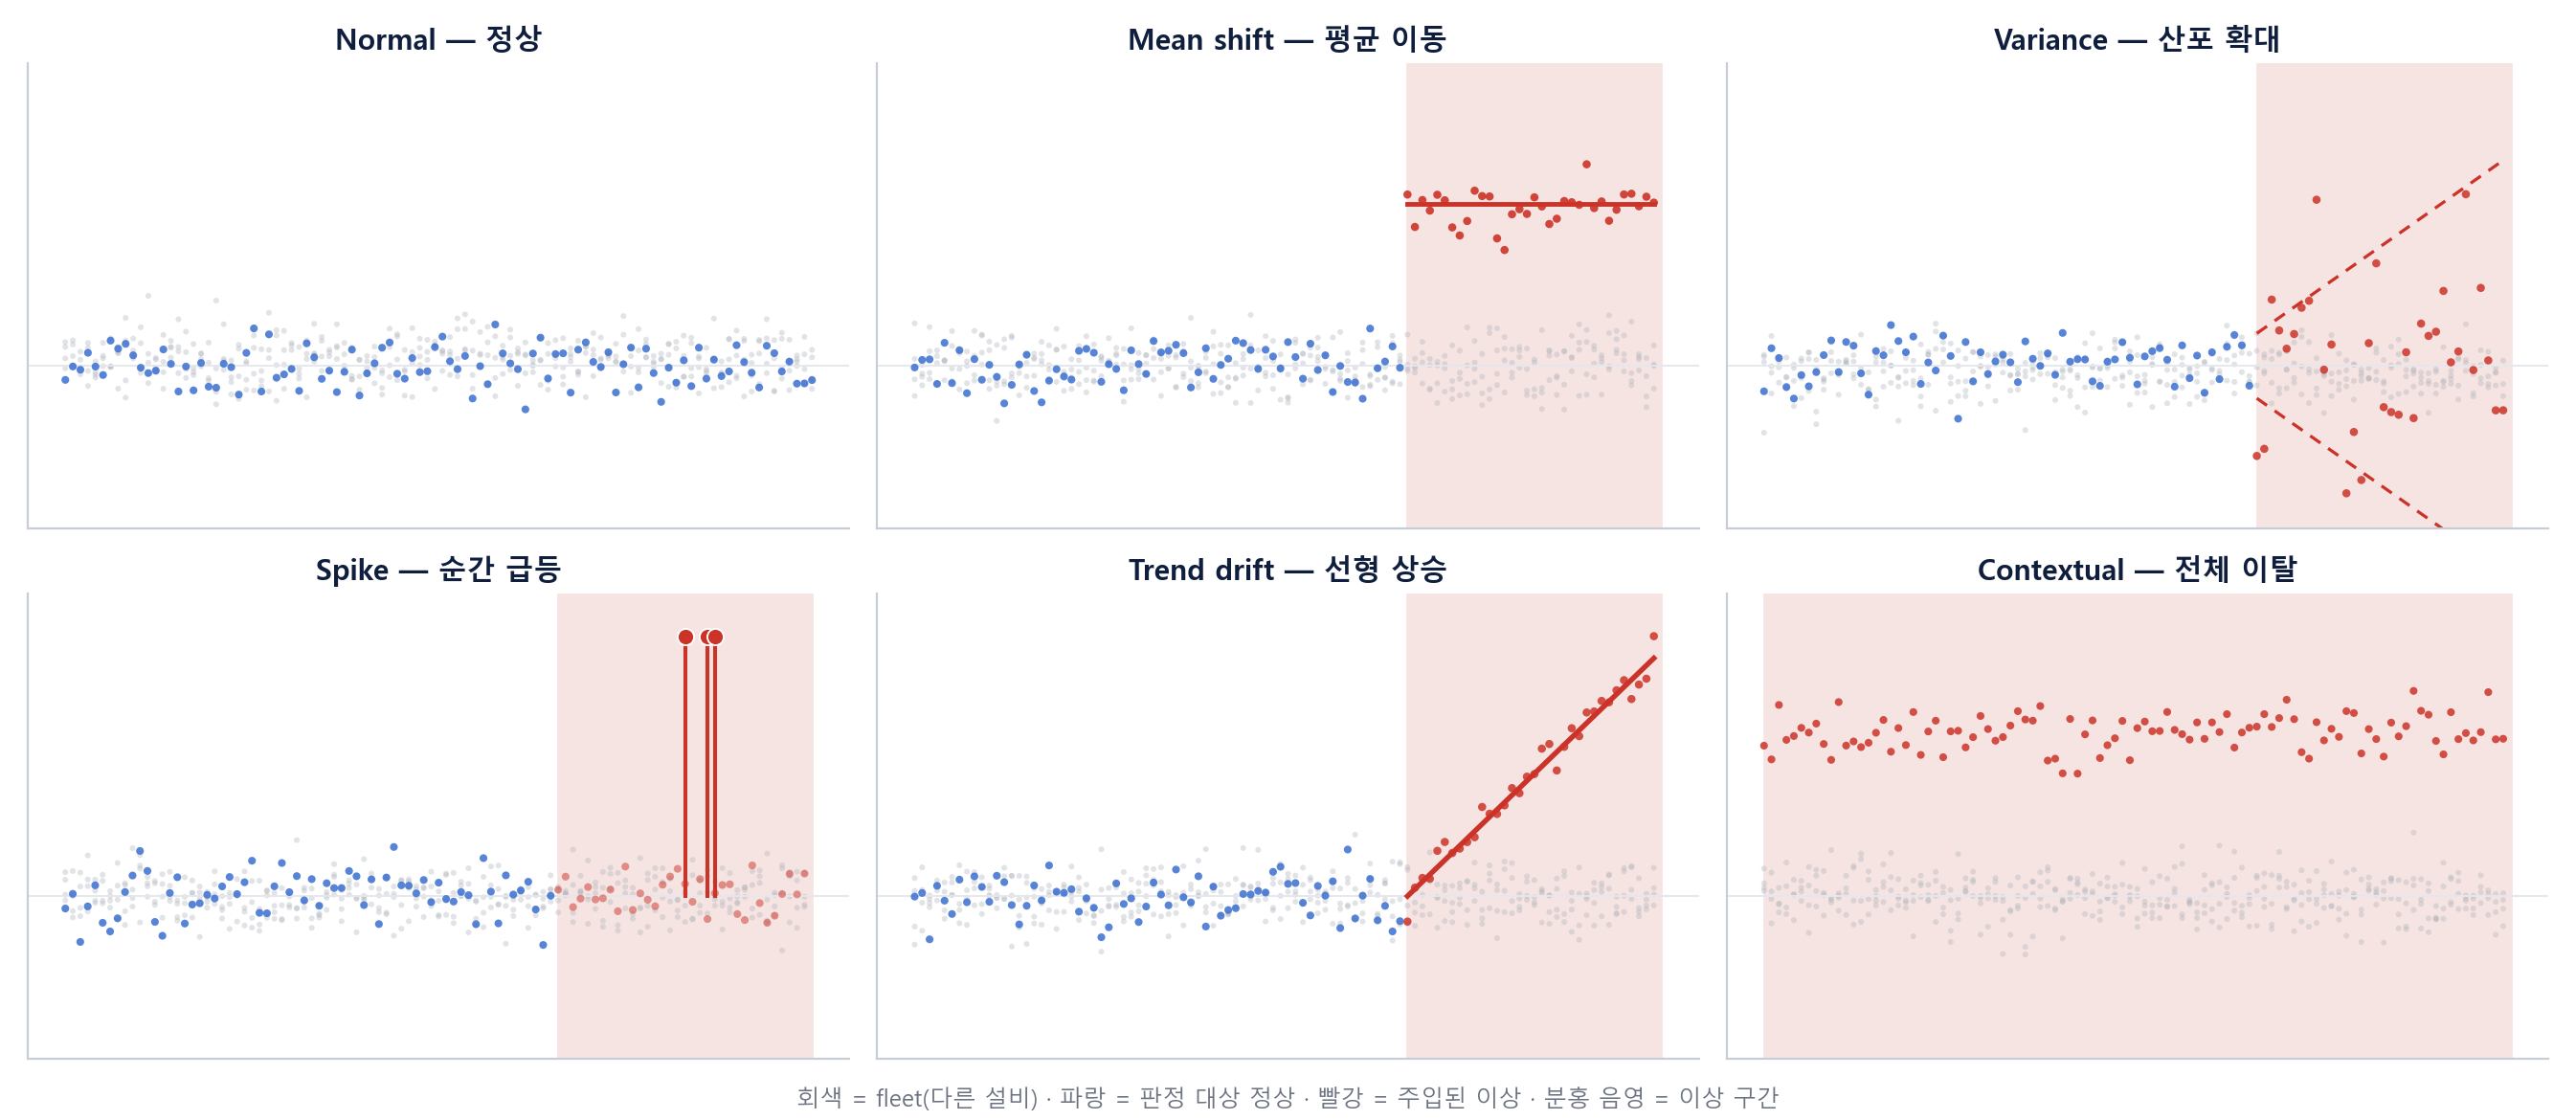 Normal — 정상
Mean shift — 평균 이동
Variance — 산포 확대
Spike — 순간 급등
Trend drift — 선형 상승
Contextual — 전체 이탈
회색 = fleet(다른 설비) · 파랑 = 판정 대상 정상 · 빨강 = 주입된 이상 · 분홍 음영 = 이상 구간